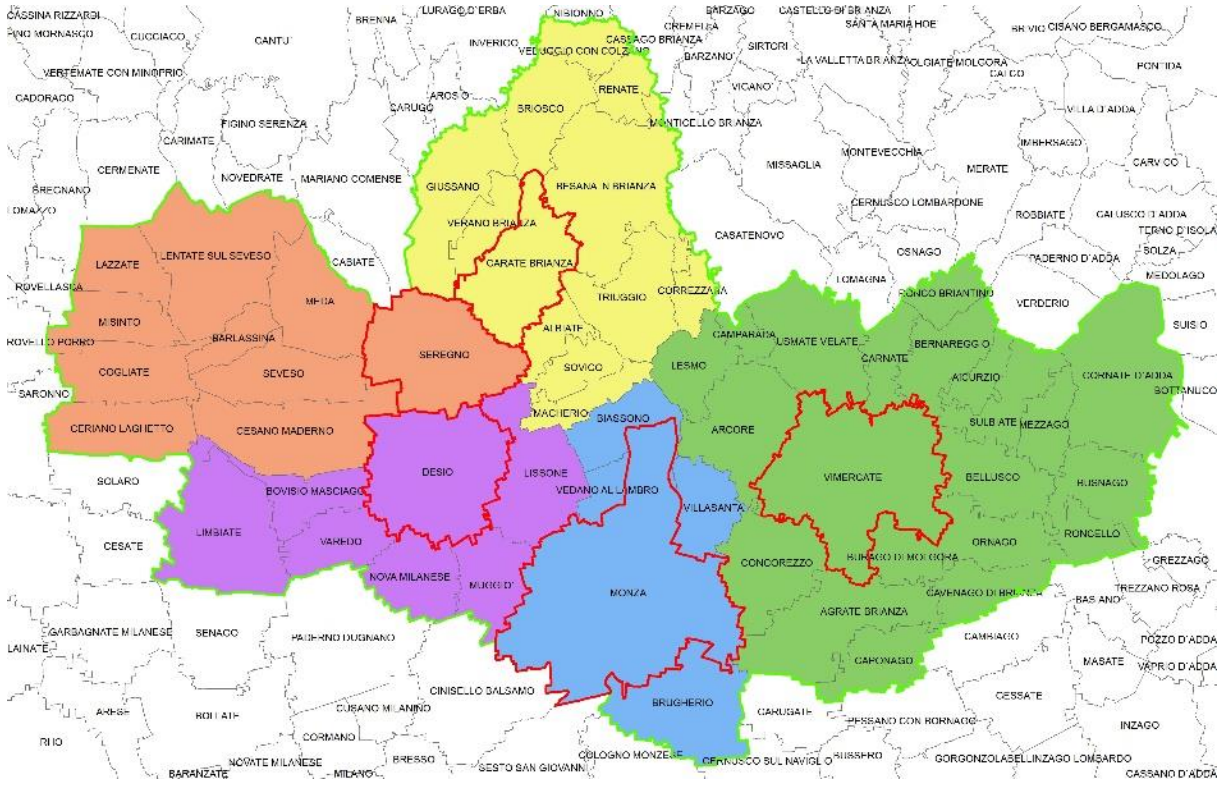 CASSINA RIZZARDI
LURAGO D'ERBA
NIBIONNO
BARZAGO
CASTELLO DI BRIANZA
BRENNA
CREMELLA
SANTA MARIA HOE
BRIVIO
CISANO BERGAMASCO
FINO MORNASCO
CUCCIAGO
CANTU'
INVERIGO
CASSAGO BRIANZA
SIRTORI
VEDUGGIO CON COLZANO
BARZANO
LA VALLETTA BRIANZA
OLGIATE MOLGORA
PONTIDA
VERTEMATE CON MINOPRIO
CALCO
CADORAGO
AROSIO
RENATE
VIGANO'
CARUGO
BRIOSCO
VILLA D'ADDA
FIGINO SERENZA
MONTICELLO BRIANZA
CARIMATE
IMBERSAGO
MONTEVECCHIA
CERMENATE
MISSAGLIA
MERATE
CARVICO
NOVEDRATE
MARIANO COMENSE
BREGNANO
GIUSSANO
BESANA IN BRIANZA
CERNUSCO LOMBARDONE
LOMAZZO
ROBBIATE
CALUSCO D'ADDA
VERANO BRIANZA
CASATENOVO
TERNO D'ISOLA
LENTATE SUL SEVESO
OSNAGO
SOLZA
LAZZATE
CABIATE
CARATE BRIANZA
PADERNO D'ADDA
MEDOLAGO
ROVELLASCA
LOMAGNA
CORREZZANA
RONCO BRIANTINO
MEDA
TRIUGGIO
VERDERIO
MISINTO
SUISIO
ALBIATE
CAMPARADA
USMATE VELATE
BARLASSINA
CARNATE
BERNAREGGIO
ROVELLO PORRO
SEREGNO
SOVICO
LESMO
COGLIATE
SEVESO
AICURZIO
CORNATE D'ADDA
SARONNO
BOTTANUCO
MACHERIO
BIASSONO
SULBIATE
MEZZAGO
CERIANO LAGHETTO
CESANO MADERNO
ARCORE
DESIO
LISSONE
VIMERCATE
BELLUSCO
SOLARO
BOVISIO MASCIAGO
VEDANO AL LAMBRO
BUSNAGO
VILLASANTA
LIMBIATE
VAREDO
ORNAGO
RONCELLO
CESATE
CONCOREZZO
BURAGO DI MOLGORA
GREZZAGO
NOVA MILANESE
MUGGIO'
TREZZANO ROSA
MONZA
CAVENAGO DI BRIANZA
BASIANO
AGRATE BRIANZA
GARBAGNATE MILANESE
SENAGO
PADERNO DUGNANO
CAMBIAGO
POZZO D'ADDA
LAINATE
CAPONAGO
MASATE
VAPRIO D'ADDA
CINISELLO BALSAMO
GESSATE
BRUGHERIO
ARESE
BOLLATE
CUSANO MILANINO
CARUGATE
PESSANO CON BORNAGO
INZAGO
RHO
CORMANO
BRESSO
COLOGNO MONZESE
BUSSERO
NOVATE MILANESE
SESTO SAN GIOVANNI
CERNUSCO SUL NAVIGLIO
GORGONZOLA
BELLINZAGO LOMBARDO
BARANZATE
MILANO
CASSANO D'ADDA